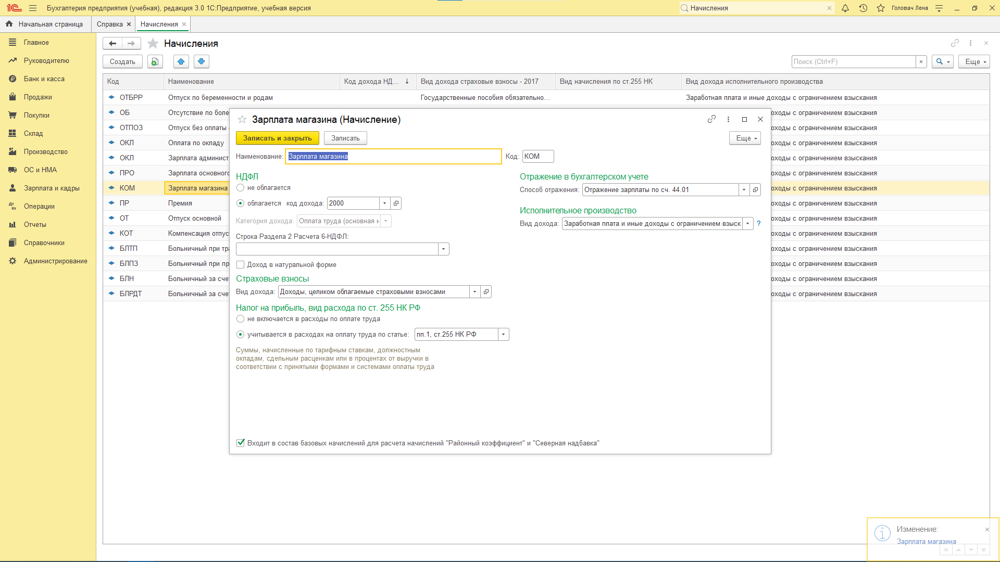 Бухгалтерия предприятия (учебная), редакция 3.0 1С:Предприятие, учебная версия
Начисления
Головач Лена
Начальная страница
Справка
Начисления
Главное
Руководителю
Банк и касса
Продажи
Покупки
Склад
Производство
ОС и НМА
Зарплата и кадры
Операции
Отчеты
Справочники
Администрирование
Начисления
Создать
Поиск (Ctrl+F)
Еще
Код Наименование Код дохода НД... Вид дохода страховые взносы - 2017 Вид начисления по ст.255 НК Вид дохода исполнительного производства
ОТБРР Отпуск по беременности и родам Государственные пособия обязательно... Заработная плата и иные доходы с ограничением взыскания
ОБ Отсутствие по боле оходы с ограничением взыскания
ОТПОЗ Отпуск без оплаты оходы с ограничением взыскания
ОКЛ Оплата по окладу оходы с ограничением взыскания
ОКЛ Зарплата админист оходы с ограничением взыскания
ПРО Зарплата основного оходы с ограничением взыскания
КОМ Зарплата магазина оходы с ограничением взыскания
ПР Премия оходы с ограничением взыскания
ОТ Отпуск основной оходы с ограничением взыскания
КОТ Компенсация отпус оходы с ограничением взыскания
БЛТП Больничный при тра оходы с ограничением взыскания
БЛПЗ Больничный при пр оходы с ограничением взыскания
БЛН Больничный за сче оходы с ограничением взыскания
БЛРДТ Больничный за сче оходы с ограничением взыскания
Зарплата магазина (Начисление)
Записать и закрыть
Записать
Еще
Наименование: Зарплата магазина Код: КОМ
НДФЛ
не облагается
облагается код дохода: 2000
Категория дохода: Оплата труда (основная н
Строка Раздела 2 Расчета 6-НДФЛ:
Доход в натуральной форме
Страховые взносы
Вид дохода: Доходы, целиком облагаемые страховыми взносами
Налог на прибыль, вид расхода по ст. 255 НК РФ
не включается в расходы по оплате труда
учитывается в расходах на оплату труда по статье: пп.1, ст.255 НК РФ
Суммы, начисленные по тарифным ставкам, должностным
окладам, сдельным расценкам или в процентах от выручки в
соответствии с принятыми формами и системами оплаты труда
Отражение в бухгалтерском учете
Способ отражения: Отражение зарплаты по сч. 44.01
Исполнительное производство
Вид дохода: Заработная плата и иные доходы с ограничением взыск ?
Входит в состав базовых начислений для расчета начислений "Районный коэффициент" и "Северная надбавка"
Изменение:
Зарплата магазина